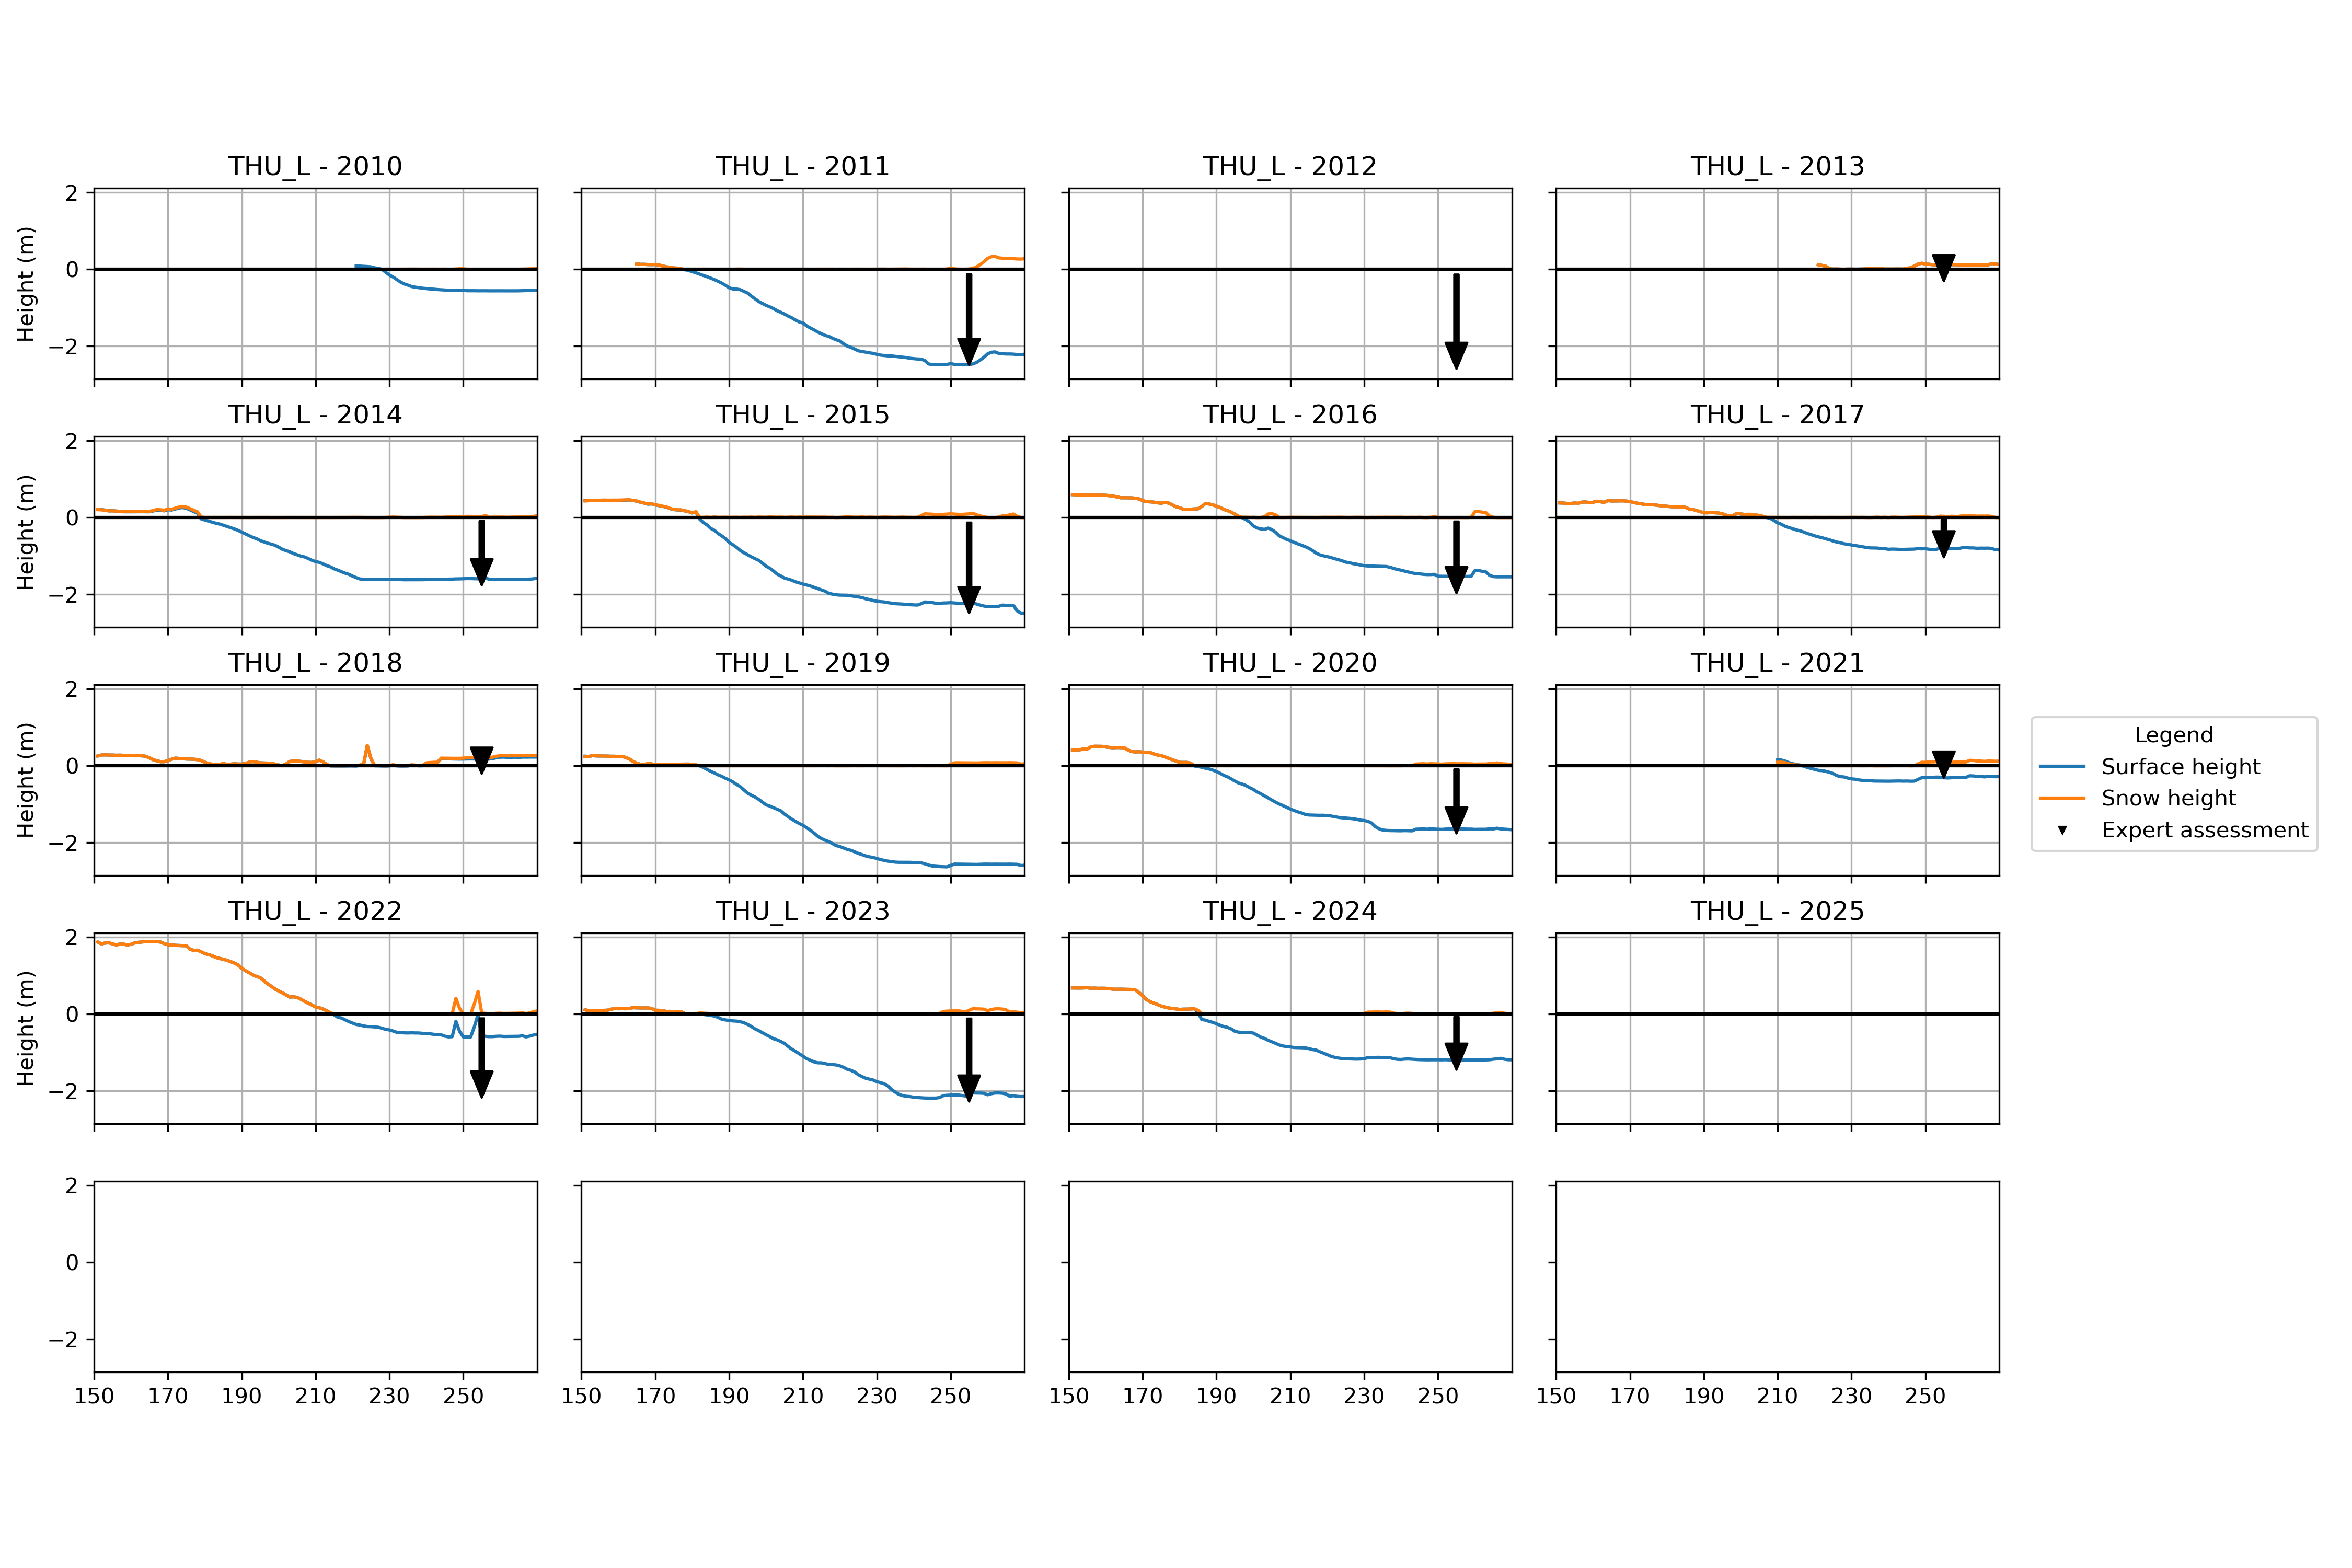 THU_L - 2010 THU_L - 2011 THU_L - 2012 THU_L - 2013
2
0
−2
Height (m)
THU_L - 2014 THU_L - 2015 THU_L - 2016 THU_L - 2017
2
0
−2
Height (m)
THU_L - 2018 THU_L - 2019 THU_L - 2020 THU_L - 2021
2
0
−2
Height (m)
Legend
Surface height
Snow height
Expert assessment
THU_L - 2022 THU_L - 2023 THU_L - 2024 THU_L - 2025
2
0
−2
Height (m)
2
0
−2
150 170 190 210 230 250 150 170 190 210 230 250 150 170 190 210 230 250 150 170 190 210 230 250